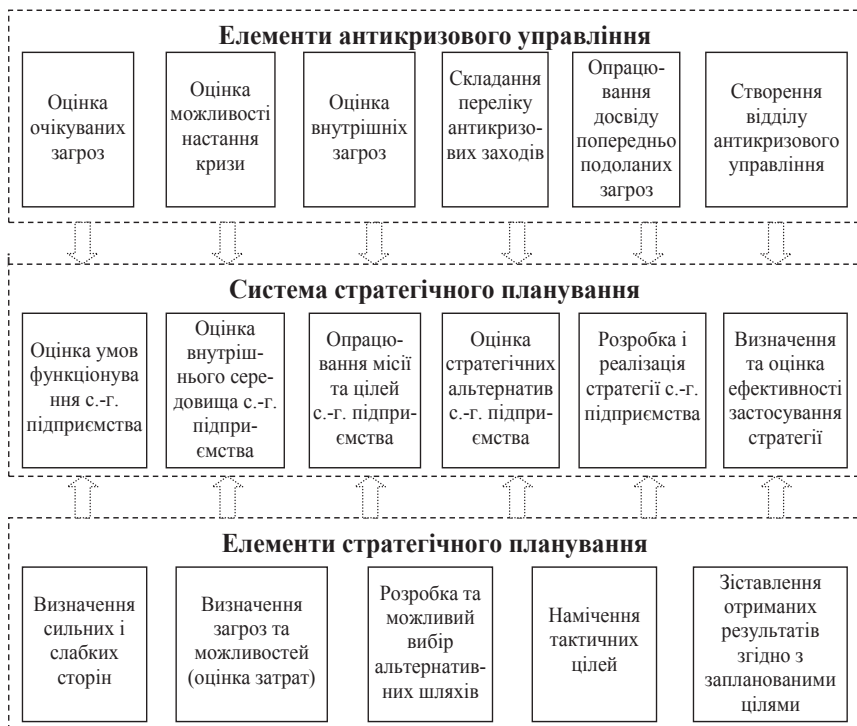 Елементи антикризового управління
Оцінка
очікуваних
загроз
Оцінка
можливості
настання
кризи
Оцінка
внутрішніх
загроз
Складання
переліку
антикризо-
вих заходів
Опрацю-
вання
досвіду
попередньо
подоланих
загроз
Створення
відділу
антикризового
управління
Система стратегічного планування
Оцінка умов
функціонува
ння с.-г.
підприємства
Оцінка
внутріш-
нього сере-
довища с.-г.
підпри-
ємства
Опрацю-
вання місії
та цілей
с.-г. підпри-
ємства
Оцінка
стратегічних
альтернатив
с.-г. підпри-
ємства
Розробка і
реалізація
стратегії с.-г.
підприємства
Визначення
та оцінка
ефективності
застосування
стратегії
Елементи стратегічного планування
Визначення
сильних і
слабких
сторін
Визначення
загроз та
можливостей
(оцінка затрат)
Розробка та
можливий
вибір
альтернатив-
них шляхів
Намічення
тактичних
цілей
Зіставлення
отриманих
результатів
згідно з
запланованими
цілями